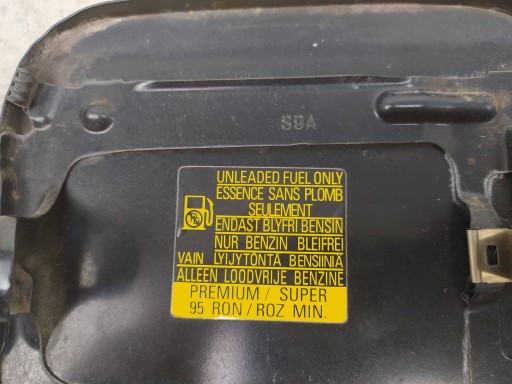 S9A
UNLEADED FUEL ONLY
ESSENCE SANS PLOMB
SEULEMENT
ENDAST BLYFRI BENSIN
NUR BENZIN BLEIFREI
VAIN LYIJYTÖNTÄ BENSIINIÄ
ALLEEN LOODVRIJE BENZINE
PREMIUM / SUPER
95 RON / ROZ MIN.